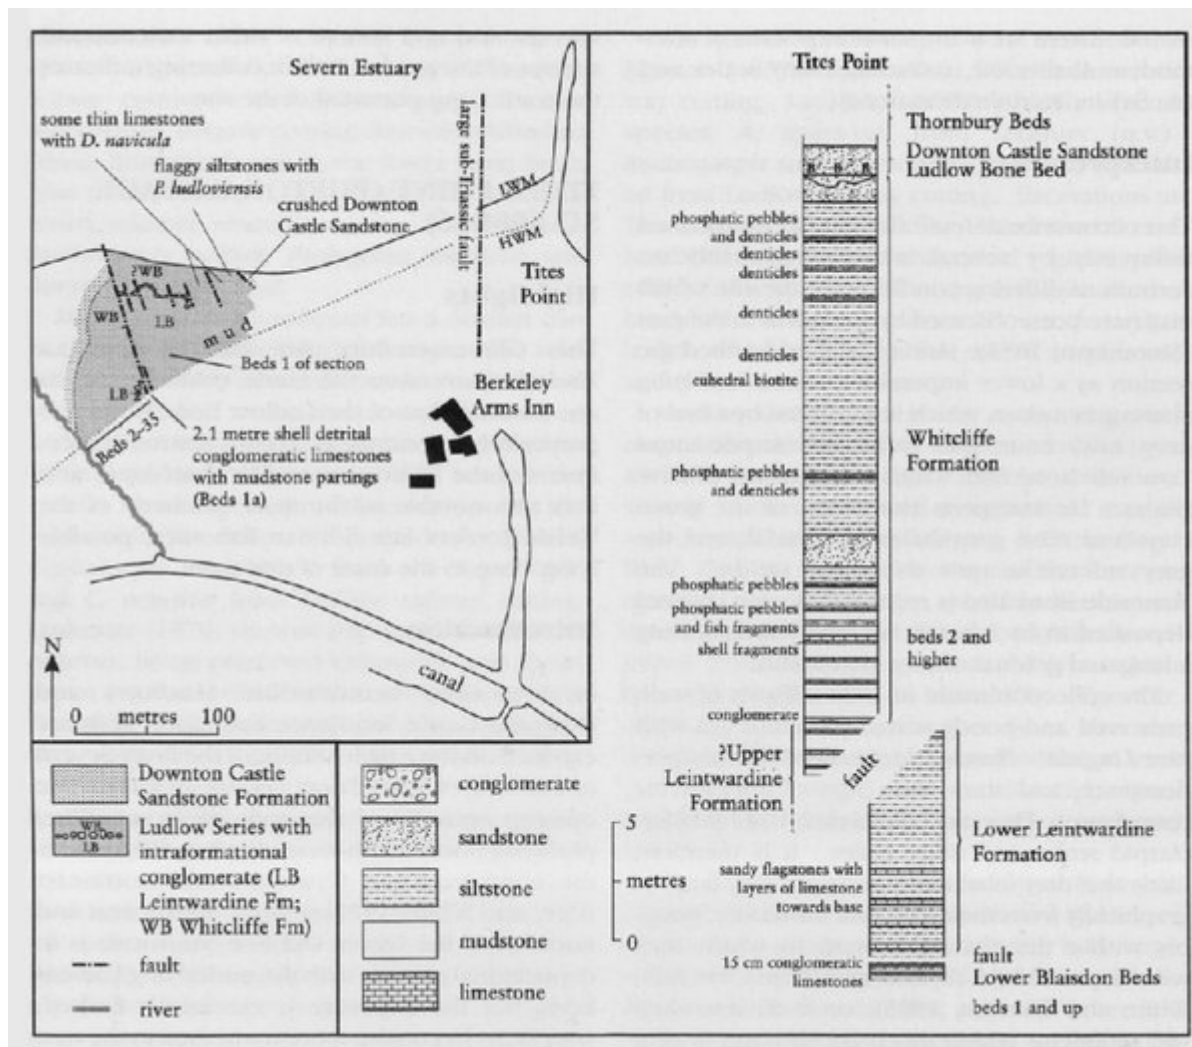 Severn Estuary
some thin limestones
with D. navicula
flaggy siltstones with
P. ludloviensis
crushed Downton
Castle Sandstone
large sub-transverse fault
LWM
HWM
Tites
Point
?WB
WB
LB
mud
LB
Beds 1 of section
Beds 2–35
2.1 metre shell detrital
conglomeratic limestones
with mudstone partings
(Beds 1a)
Berkeley
Arms Inn
canal
N
0 metres 100
Downton Castle
Sandstone Formation
WB
LB
Ludlow Series with
intraformational
conglomerate (LB
Leintwardine Fm;
WB Whitcliffe Fm)
fault
river
conglomerate
sandstone
siltstone
mudstone
limestone
Tites Point
Thornbury Beds
Downton Castle Sandstone
Ludlow Bone Bed
phosphatic pebbles
and denticles
denticles
denticles
denticles
denticles
euhedral biotite
Whitcliffe
Formation
phosphatic pebbles
and denticles
phosphatic pebbles
phosphatic pebbles
and fish fragments
shell fragments
beds 2 and
higher
conglomerate
?Upper
Leintwardine
Formation
fault
5
metres
0
Lower Leintwardine
Formation
sandy flagstones with
layers of limestone
towards base
15 cm conglomeratic
limestones
fault
Lower Blaisdon Beds
beds 1 and up